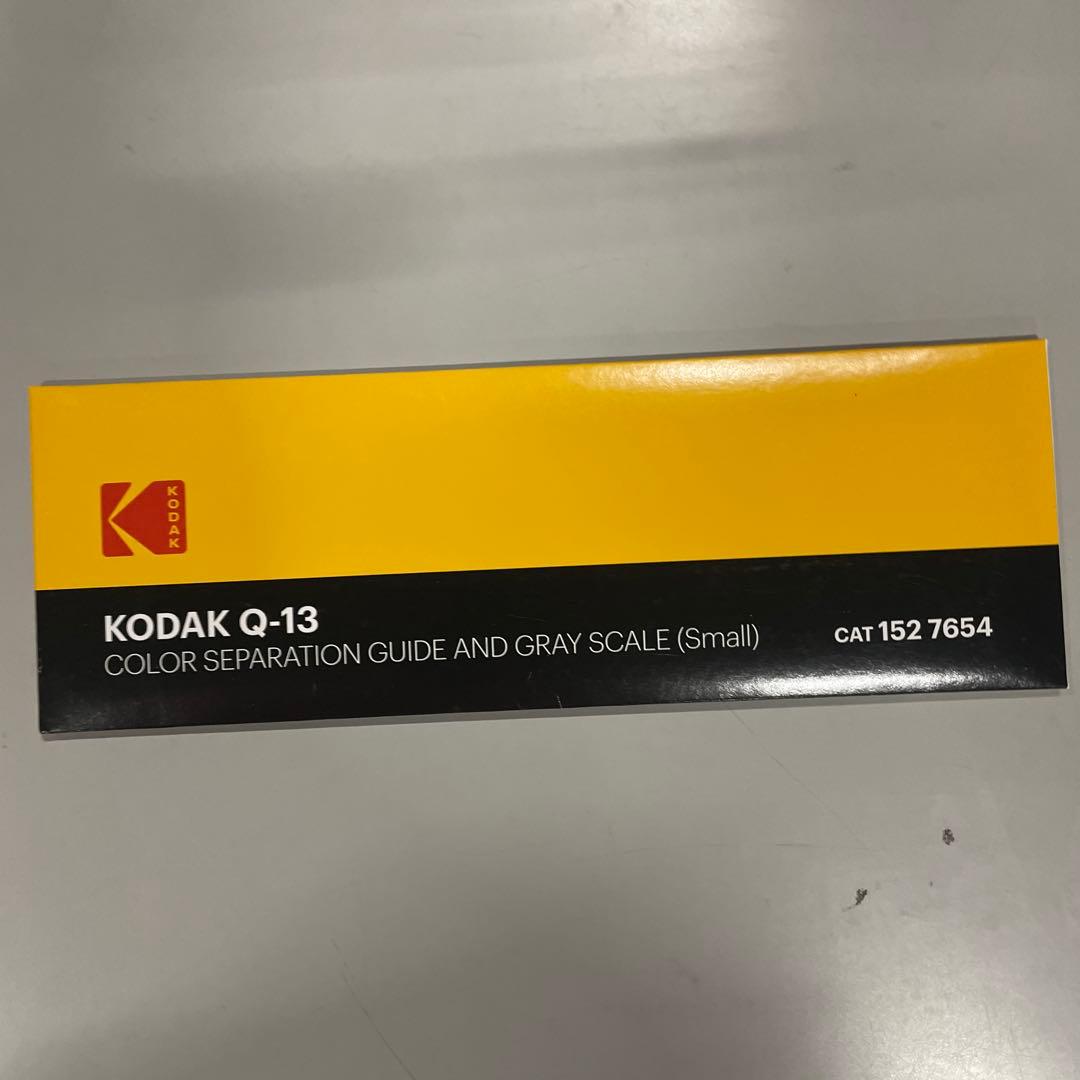 KODAK
KODAK Q-13
COLOR SEPARATION GUIDE AND GRAY SCALE (Small)
CAT 152 7654